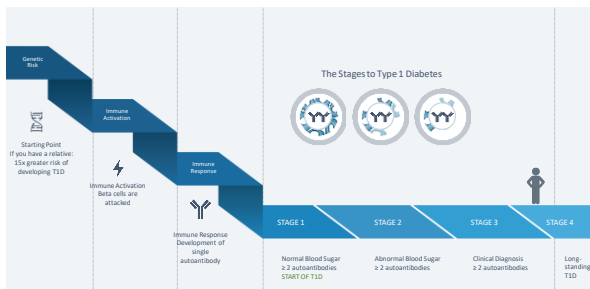 Genetic
Risk
Immune
Activation
Immune
Response
The Stages to Type 1 Diabetes
Starting Point
If you have a relative:
15x greater risk of
developing T1D
Immune Activation
Beta cells are
attacked
Immune Response
Development of
single
autoantibody
STAGE 1
STAGE 2
STAGE 3
STAGE 4
Normal Blood Sugar
≥ 2 autoantibodies
START OF T1D
Abnormal Blood Sugar
≥ 2 autoantibodies
Clinical Diagnosis
≥ 2 autoantibodies
Long-
standing
T1D